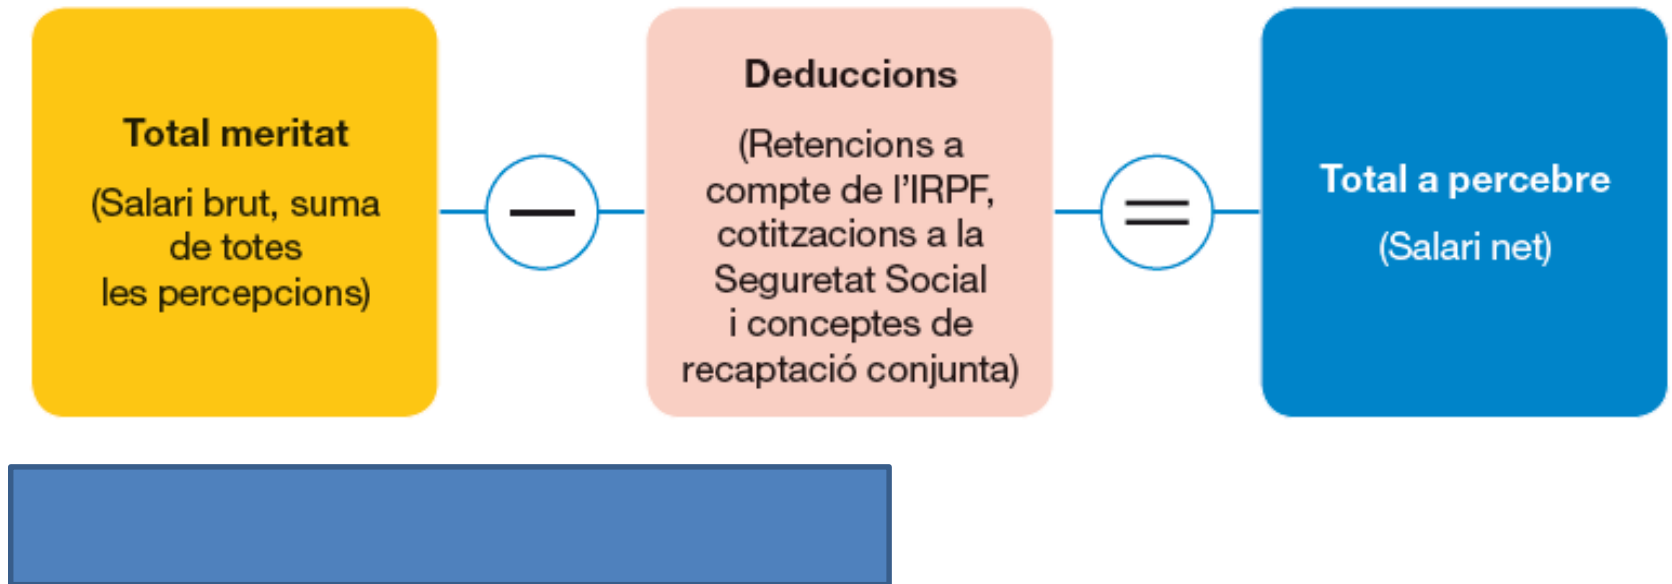 Total meritat
(Salari brut, suma
de totes
les percepcions)
—
Deduccions
(Retencions a
compte de l’IRPF,
cotitzacions a la
Seguretat Social
i conceptes de
recaptació conjunta)
=
Total a percebre
(Salari net)